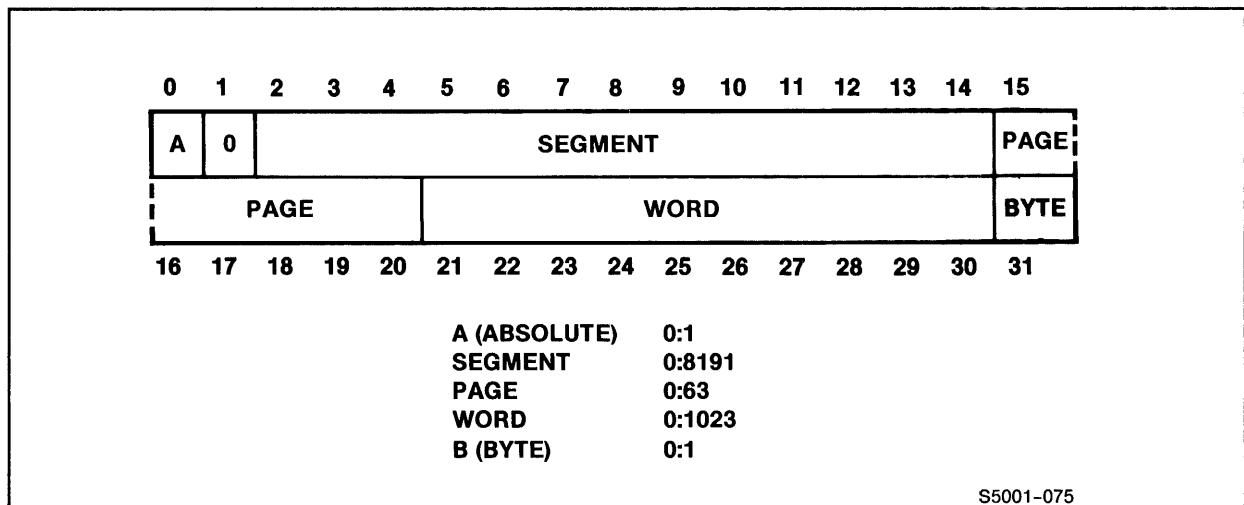 0 1 2 3 4 5 6 7 8 9 10 11 12 13 14 15
A 0 SEGMENT PAGE
PAGE WORD BYTE
16 17 18 19 20 21 22 23 24 25 26 27 28 29 30 31
A (ABSOLUTE) 0:1
SEGMENT 0:8191
PAGE 0:63
WORD 0:1023
B (BYTE) 0:1
S5001-075